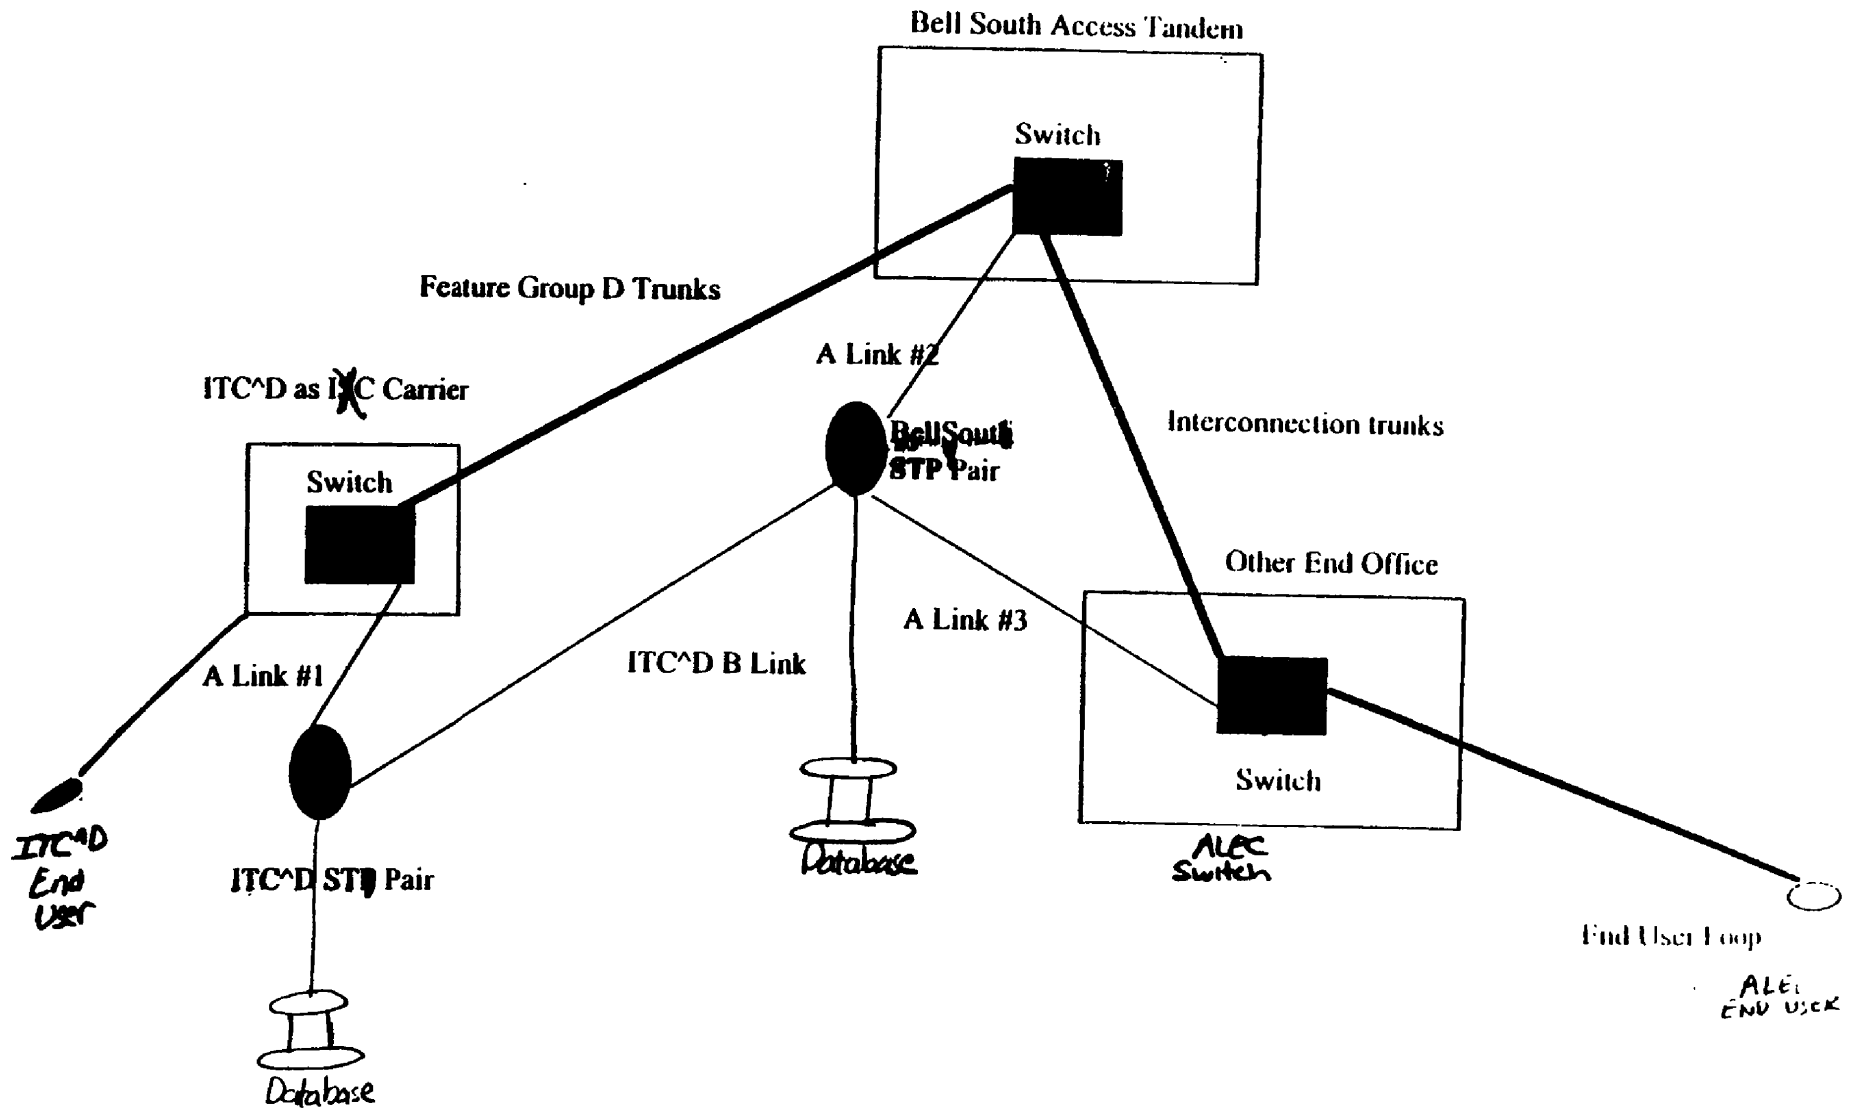 Bell South Access Tandem
Switch
Feature Group D Trunks
A Link #2
ITC^D as IXC Carrier
BellSouth
STP Pair
Interconnection trunks
Switch
Other End Office
A Link #3
ITC^D B Link
A Link #1
Switch
ITC^D
End
User
ITC^D STP Pair
Database
ALEC
Switch
End User Loop
END USER
Database